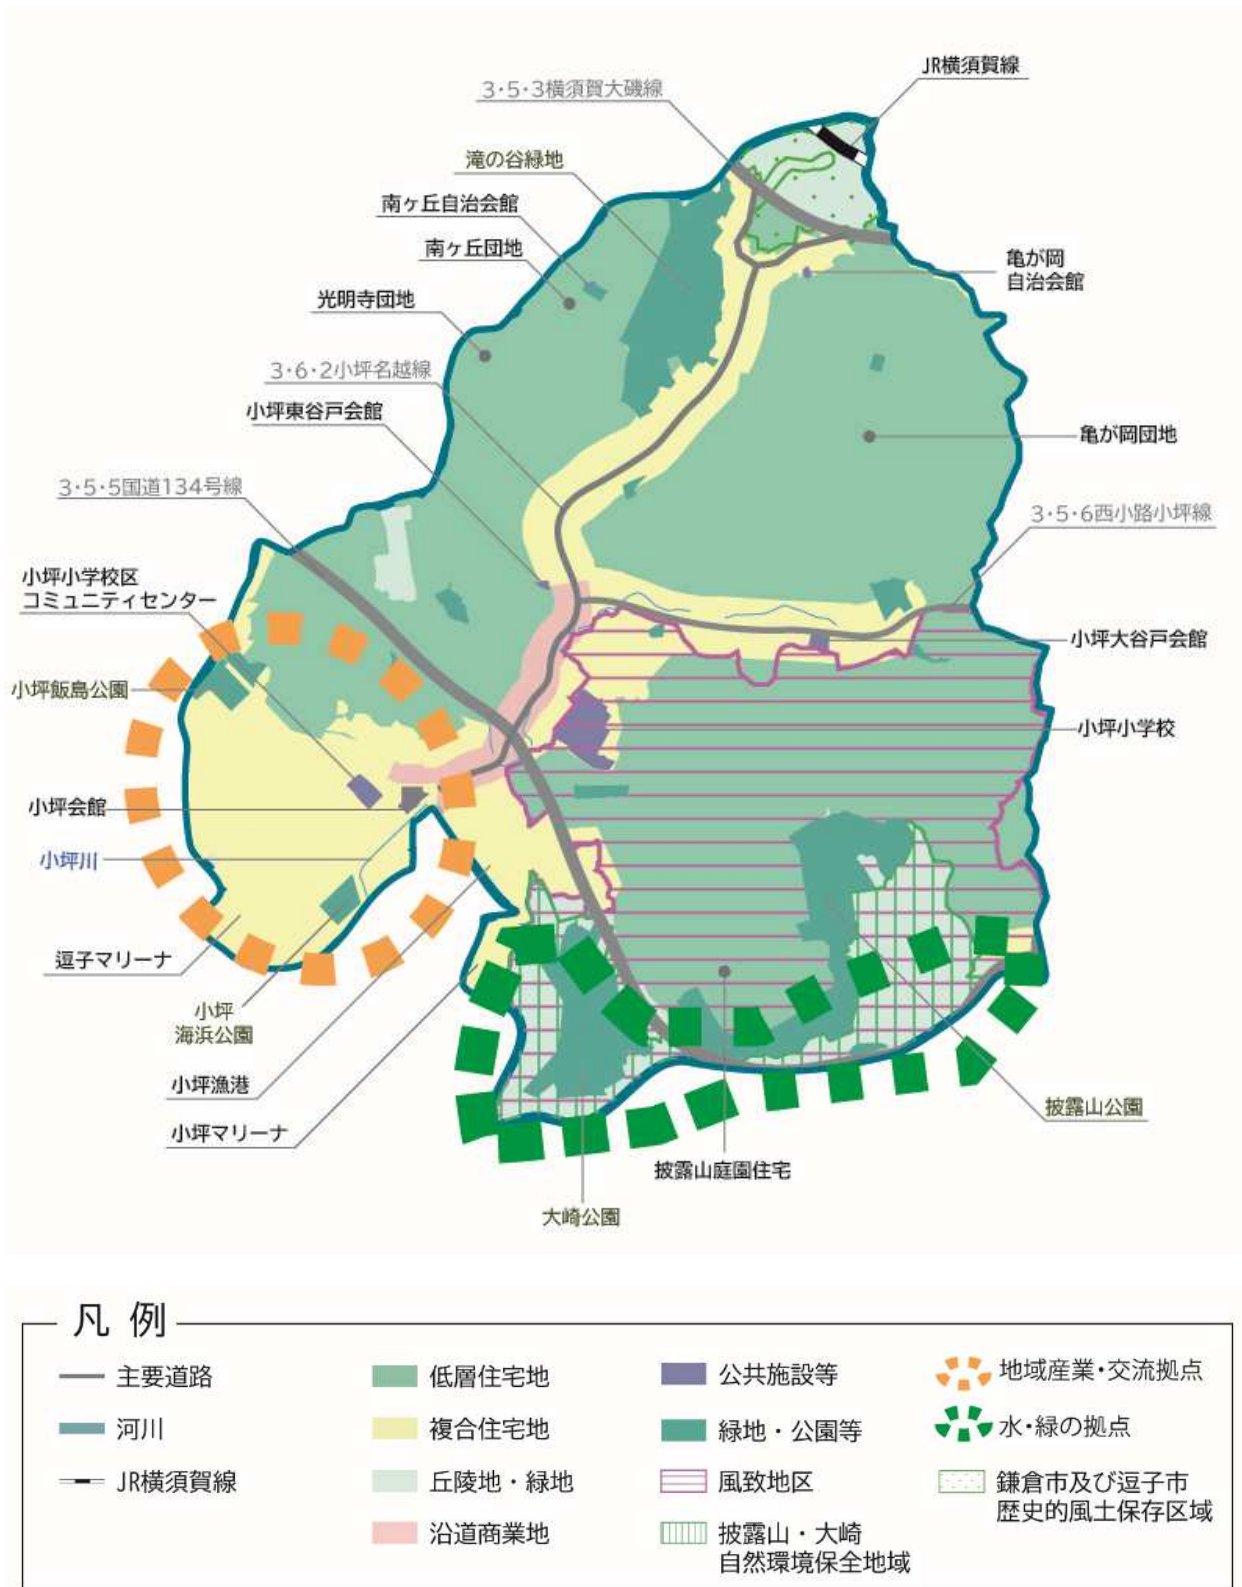 JR横須賀線
3・5・3横須賀大磯線
滝の谷緑地
南ヶ丘自治会館
南ヶ丘団地
亀が岡
自治会館
光明寺団地
3・6・2小坪名越線
小坪東谷戸会館
亀が岡団地
3・5・5国道134号線
3・5・6西小路小坪線
小坪小学校区
コミュニティセンター
小坪大谷戸会館
小坪飯島公園
小坪小学校
小坪会館
小坪川
逗子マリーナ
小坪
海浜公園
小坪漁港
披露山公園
小坪マリーナ
披露山庭園住宅
大崎公園
凡 例
主要道路
河川
JR横須賀線
低層住宅地
複合住宅地
丘陵地・緑地
沿道商業地
公共施設等
緑地・公園等
風致地区
披露山・大崎
自然環境保全地域
地域産業・交流拠点
水・緑の拠点
鎌倉市及び逗子市
歴史的風土保存区域